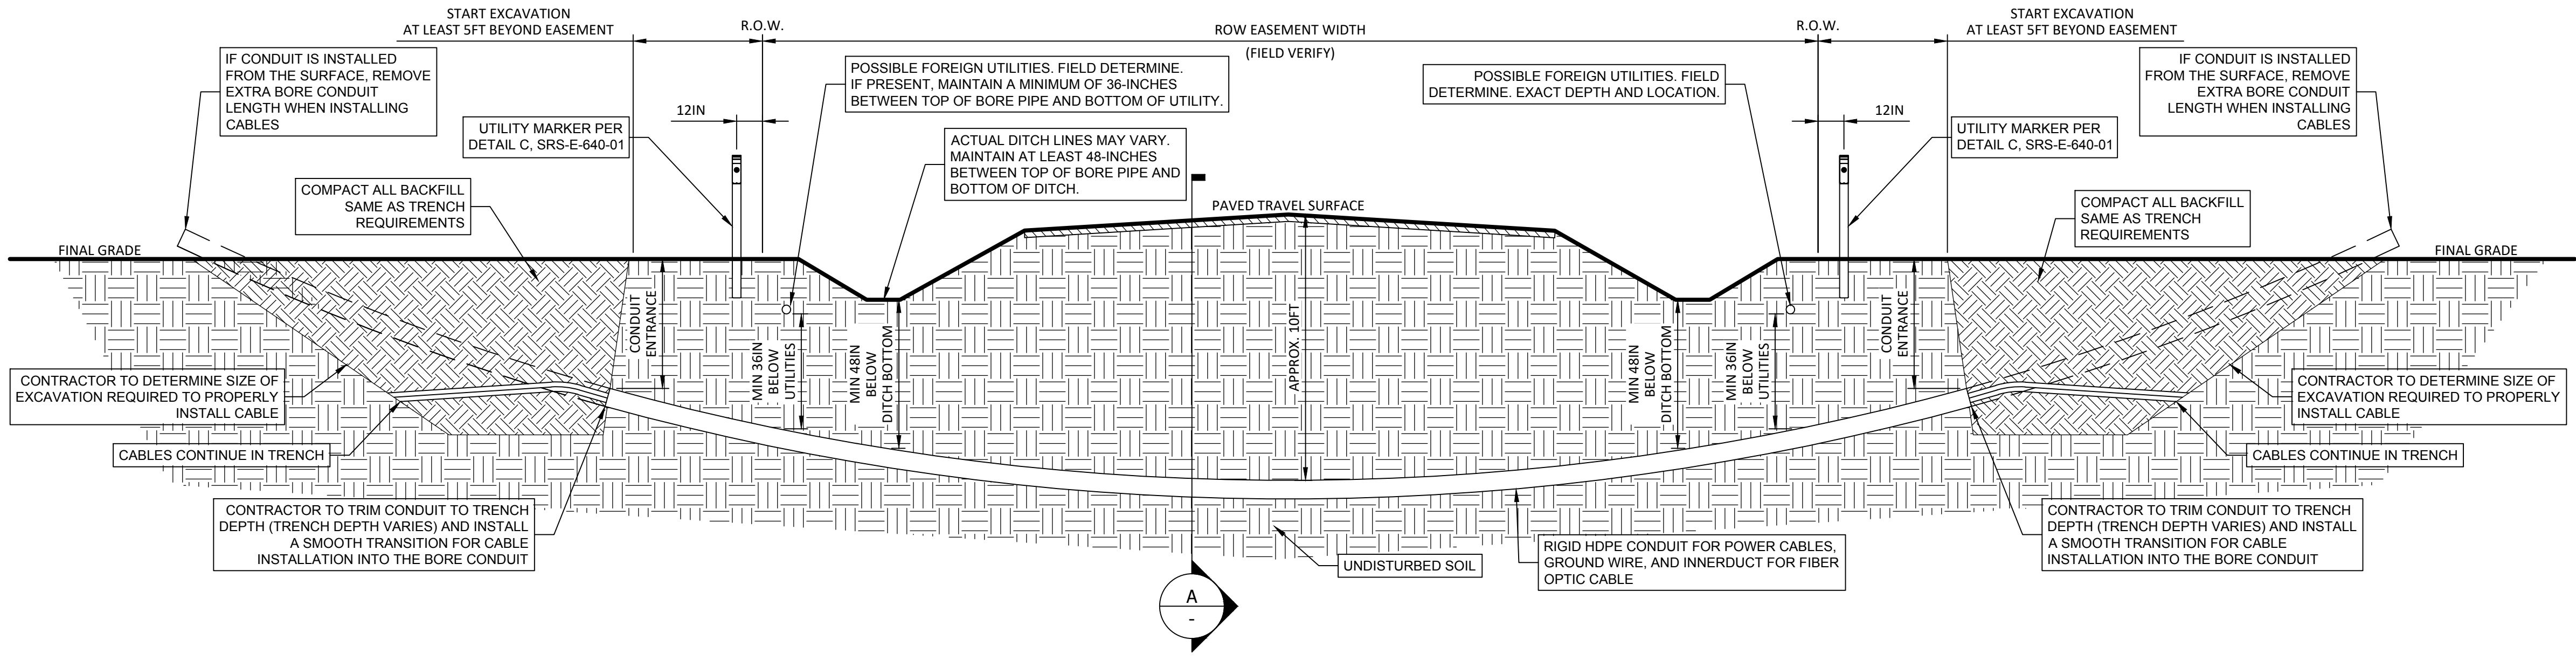 START EXCAVATION
AT LEAST 5FT BEYOND EASEMENT
R.O.W.
ROW EASEMENT WIDTH
(FIELD VERIFY)
R.O.W.
START EXCAVATION
AT LEAST 5FT BEYOND EASEMENT
IF CONDUIT IS INSTALLED
FROM THE SURFACE, REMOVE
EXTRA BORE CONDUIT
LENGTH WHEN INSTALLING
CABLES
POSSIBLE FOREIGN UTILITIES. FIELD DETERMINE.
IF PRESENT, MAINTAIN A MINIMUM OF 36-INCHES
BETWEEN TOP OF BORE PIPE AND BOTTOM OF UTILITY.
POSSIBLE FOREIGN UTILITIES. FIELD
DETERMINE. EXACT DEPTH AND LOCATION.
IF CONDUIT IS INSTALLED
FROM THE SURFACE, REMOVE
EXTRA BORE CONDUIT
LENGTH WHEN INSTALLING
CABLES
12IN
12IN
UTILITY MARKER PER
DETAIL C, SRS-E-640-01
ACTUAL DITCH LINES MAY VARY.
MAINTAIN AT LEAST 48-INCHES
BETWEEN TOP OF BORE PIPE AND
BOTTOM OF DITCH.
UTILITY MARKER PER
DETAIL C, SRS-E-640-01
COMPACT ALL BACKFILL
SAME AS TRENCH
REQUIREMENTS
PAVED TRAVEL SURFACE
COMPACT ALL BACKFILL
SAME AS TRENCH
REQUIREMENTS
FINAL GRADE
FINAL GRADE
CONDUIT
ENTRANCE
MIN 36IN
BELOW
UTILITIES
MIN 48IN
BELOW
DITCH BOTTOM
APPROX. 10FT
MIN 48IN
BELOW
DITCH BOTTOM
MIN 36IN
BELOW
UTILITIES
CONDUIT
ENTRANCE
CONTRACTOR TO DETERMINE SIZE OF
EXCAVATION REQUIRED TO PROPERLY
INSTALL CABLE
CONTRACTOR TO DETERMINE SIZE OF
EXCAVATION REQUIRED TO PROPERLY
INSTALL CABLE
CABLES CONTINUE IN TRENCH
CABLES CONTINUE IN TRENCH
CONTRACTOR TO TRIM CONDUIT TO TRENCH
DEPTH (TRENCH DEPTH VARIES) AND INSTALL
A SMOOTH TRANSITION FOR CABLE
INSTALLATION INTO THE BORE CONDUIT
UNDISTURBED SOIL
RIGID HDPE CONDUIT FOR POWER CABLES,
GROUND WIRE, AND INNERDUCT FOR FIBER
OPTIC CABLE
CONTRACTOR TO TRIM CONDUIT TO TRENCH
DEPTH (TRENCH DEPTH VARIES) AND INSTALL
A SMOOTH TRANSITION FOR CABLE
INSTALLATION INTO THE BORE CONDUIT
A
-